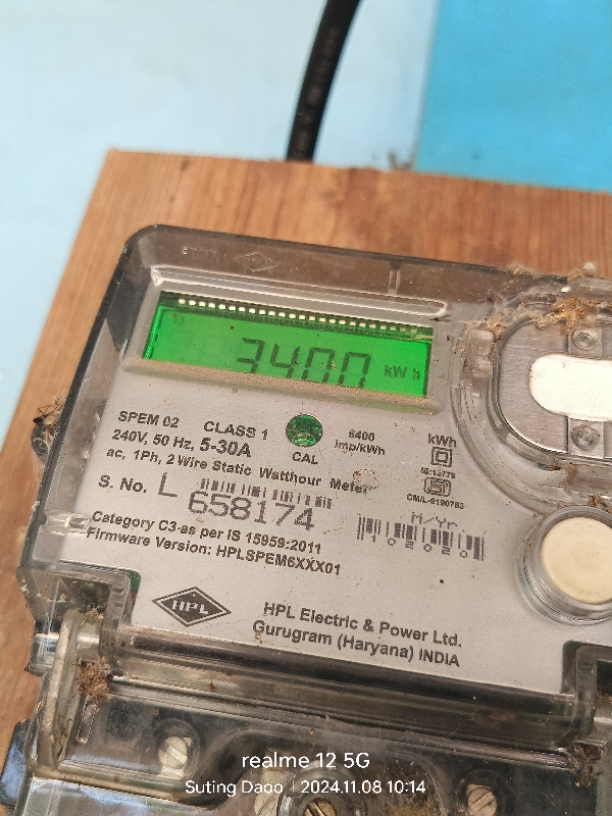 3400 kW h
SPEM 02 CLASS 1
240V, 50 Hz, 5-30A
CAL
6400
imp/kWh
kWh
IS:13779
CM/L-6190783
ac, 1Ph, 2 Wire Static Watthour Meter
S. No. L 658174
M/Yr
102020
Category C3 as per IS 15959:2011
Firmware Version: HPLSPEM6XXX01
HPL
HPL Electric & Power Ltd.
Gurugram (Haryana) INDIA
realme 12 5G
Suting Daoo | 2024.11.08 10:14